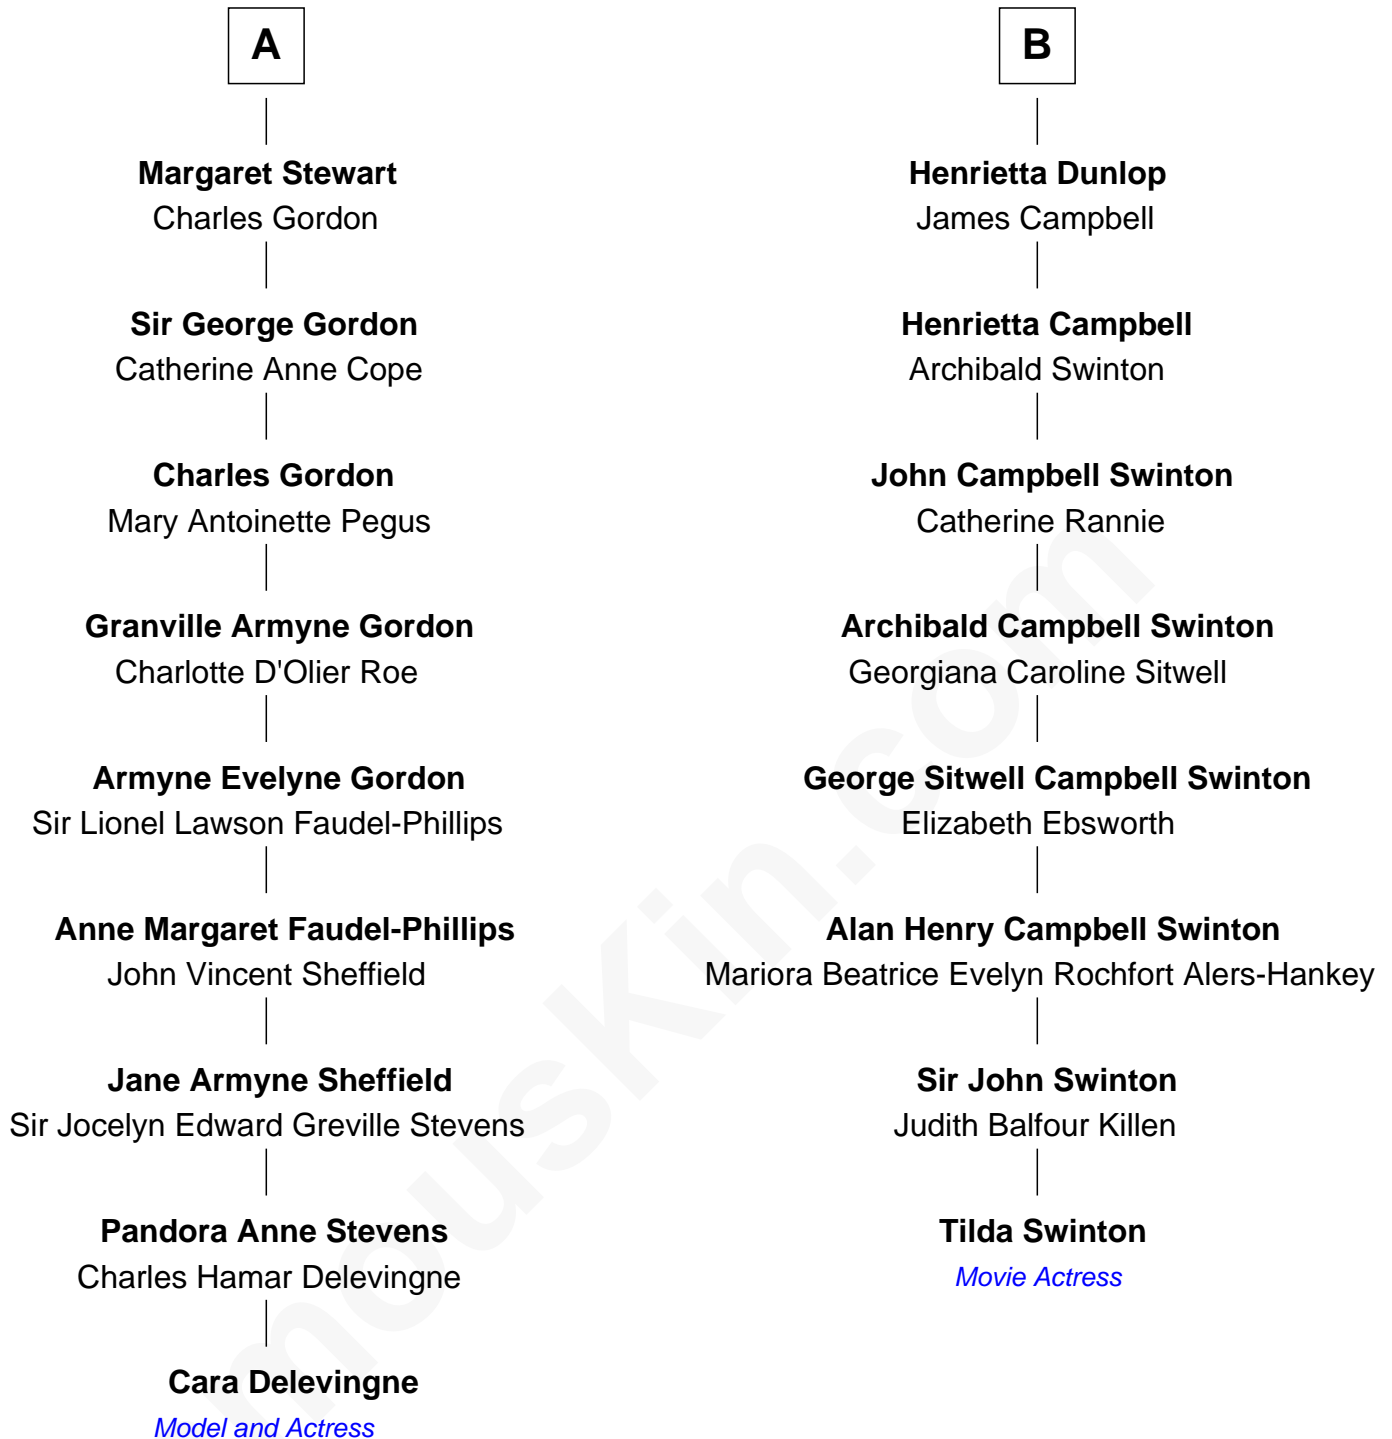 A
Margaret Stewart
Charles Gordon
Sir George Gordon
Catherine Anne Cope
Charles Gordon
Mary Antoinette Pegus
Granville Armyne Gordon
Charlotte D'Olier Roe
Armyne Evelyne Gordon
Sir Lionel Lawson Faudel-Phillips
Anne Margaret Faudel-Phillips
John Vincent Sheffield
Jane Armyne Sheffield
Sir Jocelyn Edward Greville Stevens
Pandora Anne Stevens
Charles Hamar Delevingne
Cara Delevingne
Model and Actress
B
Henrietta Dunlop
James Campbell
Henrietta Campbell
Archibald Swinton
John Campbell Swinton
Catherine Rannie
Archibald Campbell Swinton
Georgiana Caroline Sitwell
George Sitwell Campbell Swinton
Elizabeth Ebsworth
Alan Henry Campbell Swinton
Mariora Beatrice Evelyn Rochfort Alers-Hankey
Sir John Swinton
Judith Balfour Killen
Tilda Swinton
Movie Actress
mousKin.com